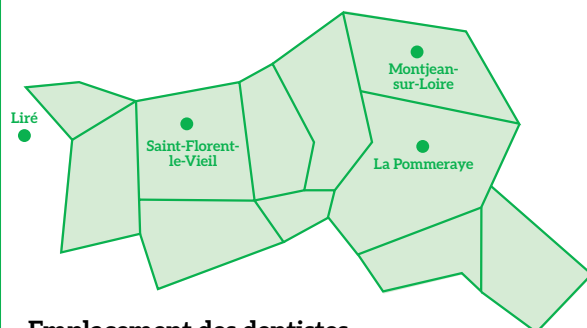 Montjean-
sur-Loire
Liré
Saint-Florent-
le-Vieil
La Pommeraye
Emplacement des dentistes